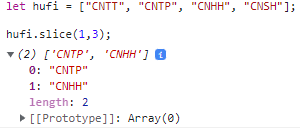 let hufi = ["CNTT", "CNTP", "CNHH", "CNSH"];
hufi.slice(1,3);
▼(2) ['CNTP', 'CNHH'] i
0: "CNTP"
1: "CNHH"
length: 2
▶[[Prototype]]: Array(0)